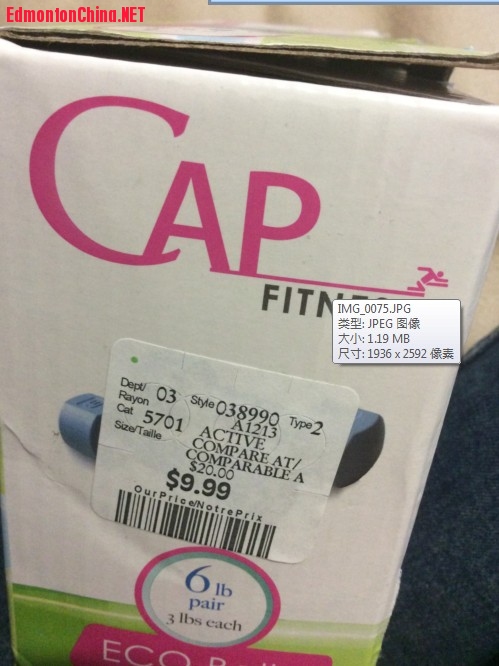 EdmontonChina.NET
CAP
IMG_0075.JPG
类型: JPEG 图像
大小: 1.19 MB
尺寸: 1936 x 2592 像素
Dept/ 03 Style 038990 Type 2
Rayon A1213
Cat 5701 ACTIVE
Size/Taille COMPARE AT/
COMPARABLE A
$20.00
$9.99
OurPrice/NotrePrix
6 lb
pair
3 lbs each
ECO